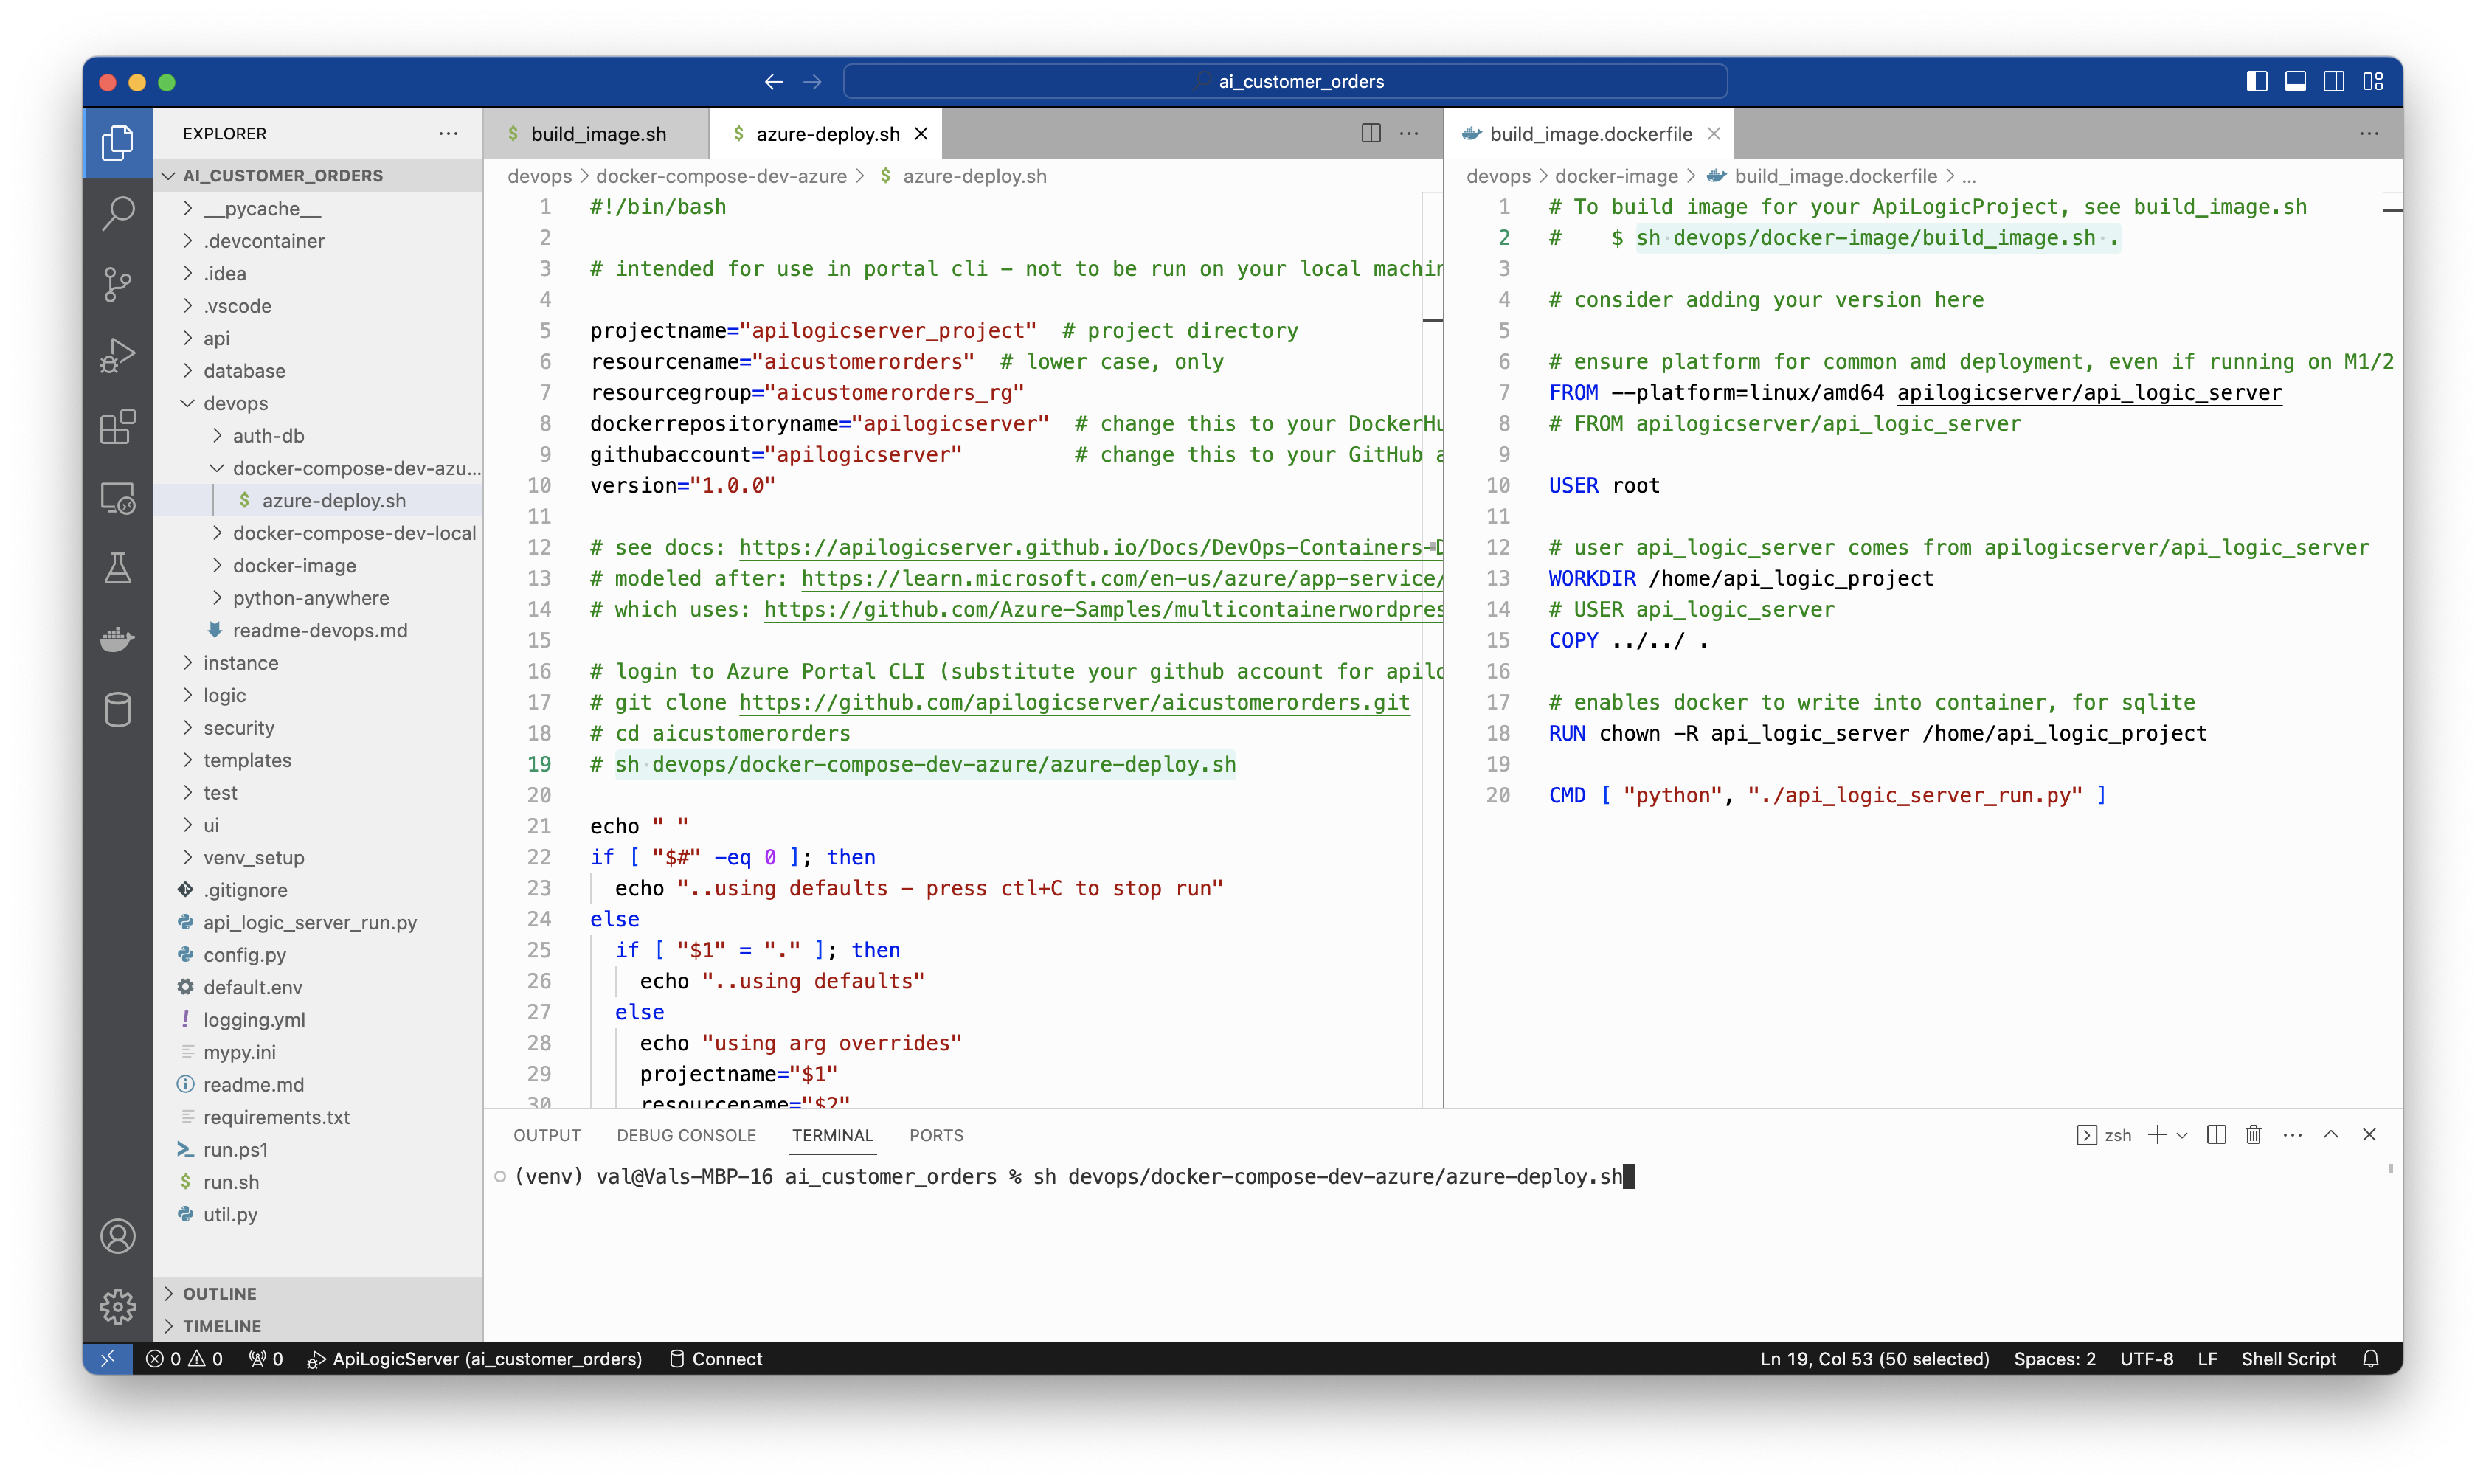 ai_customer_orders
EXPLORER
AI_CUSTOMER_ORDERS
__pycache__
.devcontainer
.idea
.vscode
api
database
devops
auth-db
docker-compose-dev-azu...
azure-deploy.sh
docker-compose-dev-local
docker-image
python-anywhere
readme-devops.md
instance
logic
security
templates
test
ui
venv_setup
.gitignore
api_logic_server_run.py
config.py
default.env
logging.yml
mypy.ini
readme.md
requirements.txt
run.ps1
run.sh
util.py
OUTLINE
TIMELINE
build_image.sh
azure-deploy.sh
devops > docker-compose-dev-azure > $ azure-deploy.sh
1 #!/bin/bash
2
3 # intended for use in portal cli - not to be run on your local machin
4
5 projectname="apilogicserver_project"  # project directory
6 resourcename="aicustomerorders"  # lower case, only
7 resourcegroup="aicustomerorders_rg"
8 dockerrepositoryname="apilogicserver"  # change this to your DockerHu
9 githubaccount="apilogicserver"         # change this to your GitHub a
10 version="1.0.0"
11
12 # see docs: https://apilogicserver.github.io/Docs/DevOps-Containers-D
13 # modeled after: https://learn.microsoft.com/en-us/azure/app-service/
14 # which uses: https://github.com/Azure-Samples/multicontainerwordpres
15
16 # login to Azure Portal CLI (substitute your github account for apilo
17 # git clone https://github.com/apilogicserver/aicustomerorders.git
18 # cd aicustomerorders
19 # sh devops/docker-compose-dev-azure/azure-deploy.sh
20
21 echo " "
22 if [ "$#" -eq 0 ]; then
23   echo "..using defaults - press ctl+C to stop run"
24 else
25   if [ "$1" = "." ]; then
26     echo "..using defaults"
27   else
28     echo "using arg overrides"
29     projectname="$1"
30     resourcename="$2"
build_image.dockerfile
devops > docker-image > build_image.dockerfile > ...
1 # To build image for your ApiLogicProject, see build_image.sh
2 #    $ sh devops/docker-image/build_image.sh .
3
4 # consider adding your version here
5
6 # ensure platform for common amd deployment, even if running on M1/2
7 FROM --platform=linux/amd64 apilogicserver/api_logic_server
8 # FROM apilogicserver/api_logic_server
9
10 USER root
11
12 # user api_logic_server comes from apilogicserver/api_logic_server
13 WORKDIR /home/api_logic_project
14 # USER api_logic_server
15 COPY ../../ .
16
17 # enables docker to write into container, for sqlite
18 RUN chown -R api_logic_server /home/api_logic_project
19
20 CMD [ "python", "./api_logic_server_run.py" ]
OUTPUT DEBUG CONSOLE TERMINAL PORTS zsh
(venv) val@Vals-MBP-16 ai_customer_orders % sh devops/docker-compose-dev-azure/azure-deploy.sh
0 0 0 ApiLogicServer (ai_customer_orders) Connect Ln 19, Col 53 (50 selected) Spaces: 2 UTF-8 LF Shell Script